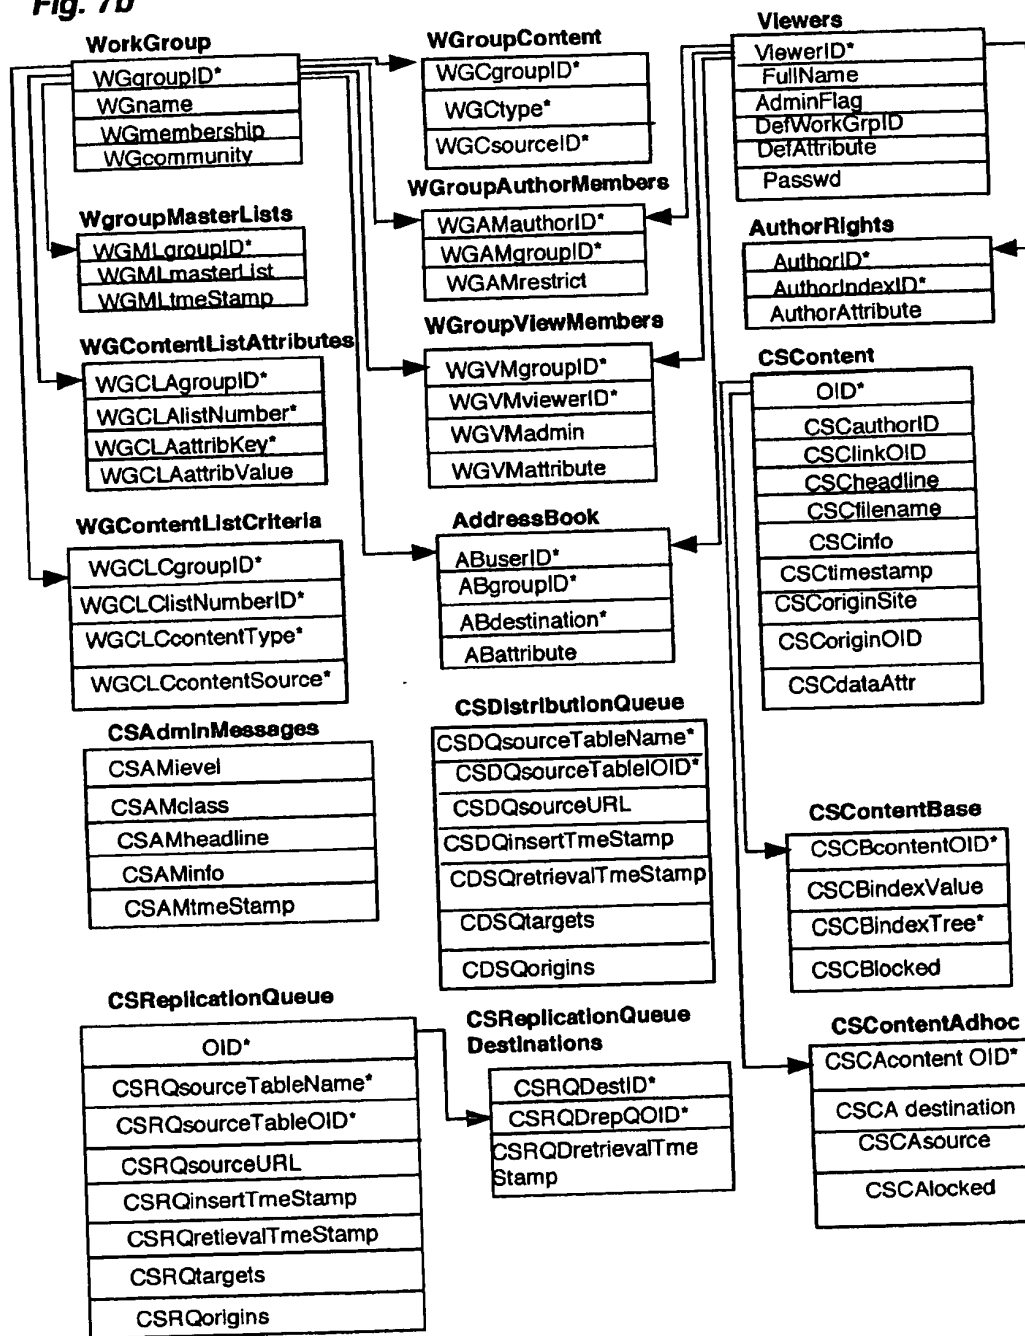 Fig. 7b
WorkGroup
WGgroupID*
WGname
WGmembership
WGcommunity
WgroupMasterLists
WGMLgroupID*
WGMLmasterList
WGMLtmeStamp
WGContentListAttributes
WGCLAgroupID*
WGCLAlistNumber*
WGCLAattribKey*
WGCLAattribValue
WGContentListCriteria
WGCLCgroupID*
WGCLClistNumberID*
WGCLCcontentType*
WGCLCcontentSource*
CSAdminMessages
CSAMlevel
CSAMclass
CSAMheadline
CSAMinfo
CSAMtmeStamp
CSReplicationQueue
OID*
CSRQsourceTableName*
CSRQsourceTableOID*
CSRQsourceURL
CSRQinsertTmeStamp
CSRQretievalTmeStamp
CSRQtargets
CSRQorigins
WGroupContent
WGCgroupID*
WGCtype*
WGCsourceID*
WGroupAuthorMembers
WGAMauthorID*
WGAMgroupID*
WGAMrestrict
WGroupViewMembers
WGVMgroupID*
WGVMviewerID*
WGVMadmin
WGVMattribute
AddressBook
ABuserID*
ABgroupID*
ABdestination*
ABattribute
CSDistributionQueue
CSDQsourceTableName*
CSDQsourceTableIOID*
CSDQsourceURL
CSDQinsertTmeStamp
CDSQretrievalTmeStamp
CDSQtargets
CDSQorigins
CSReplicationQueue
Destinations
CSRQDestID*
CSRQDrepQOID*
CSRQDretrievalTme
Stamp
Viewers
ViewerID*
FullName
AdminFlag
DefWorkGrpID
DefAttribute
Passwd
AuthorRights
AuthorID*
AuthorIndexID*
AuthorAttribute
CSContent
OID*
CSCauthorID
CSClinkOID
CSCheadline
CSCfilename
CSCinfo
CSCtimestamp
CSCoriginSite
CSCoriginOID
CSCdataAttr
CSContentBase
CSCBcontentOID*
CSCBindexValue
CSCBindexTree*
CSCBlocked
CSContentAdhoc
CSCAcontent OID*
CSCA destination
CSCAsource
CSCAlocked